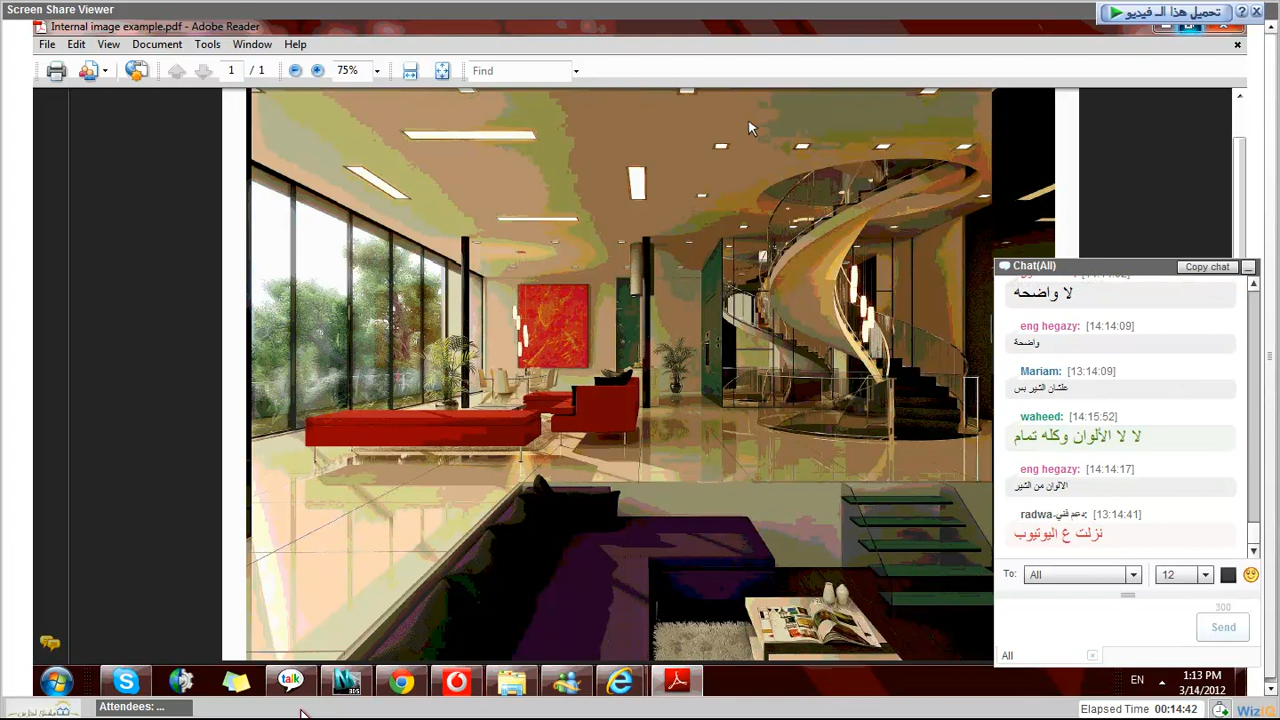 Screen Share Viewer
تحميل هذا الـ فيديو
Internal image example.pdf - Adobe Reader
File Edit View Document Tools Window Help
1 / 1 75% Find
Chat(All) Copy chat
لا واضحه
eng hegazy: [14:14:09]
واضحة
Mariam: [13:14:09]
علشان الشير بس
waheed: [14:15:52]
لا لا الألوان وكله تمام
eng hegazy: [14:14:17]
الالوان من الشير
radwa-دعم فني: [13:14:41]
نزلت ع اليوتيوب
To: All 12
300
Send
All
talk
EN 1:13 PM
3/14/2012
Attendees: ...
Elapsed Time 00:14:42 WizIQ